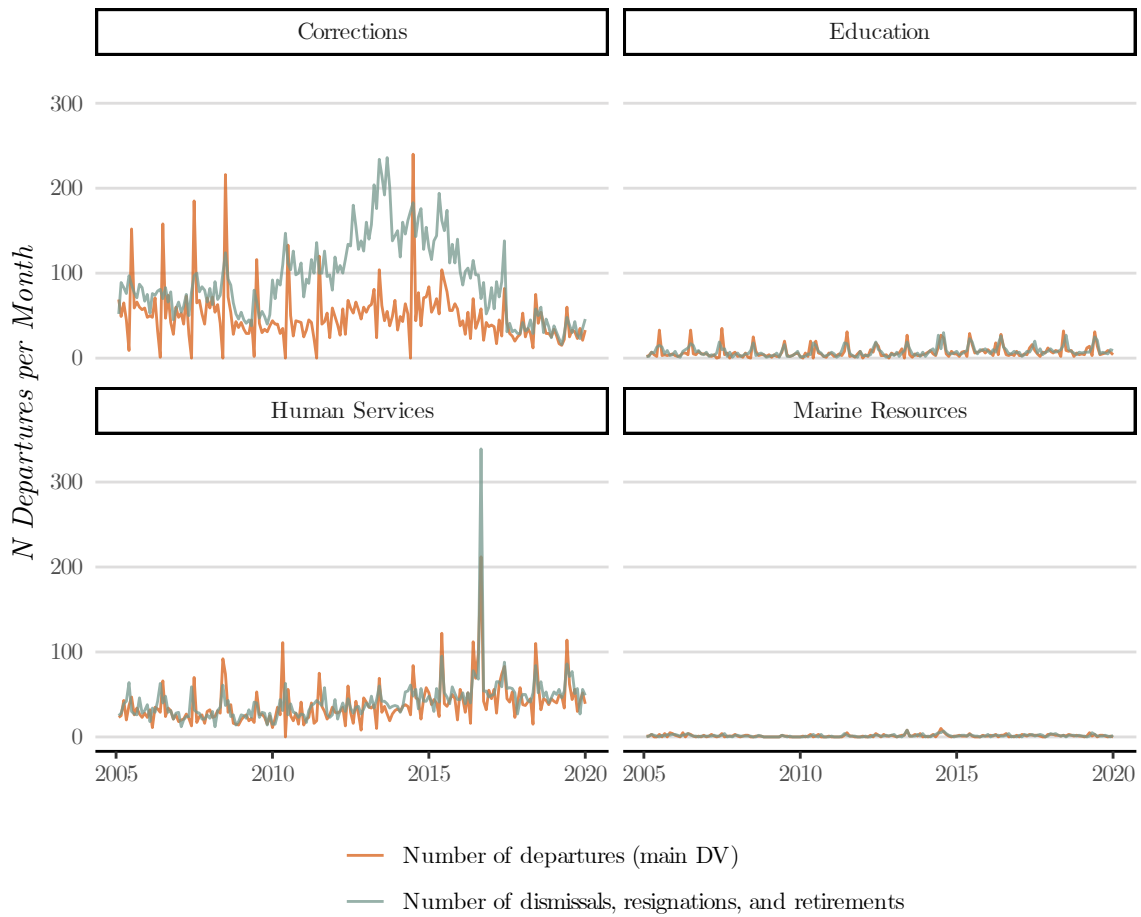 Corrections
Education
N Departures per Month
300
200
100
0
Human Services
Marine Resources
300
200
100
0
2005
2010
2015
2020
2005
2010
2015
2020
Number of departures (main DV)
Number of dismissals, resignations, and retirements